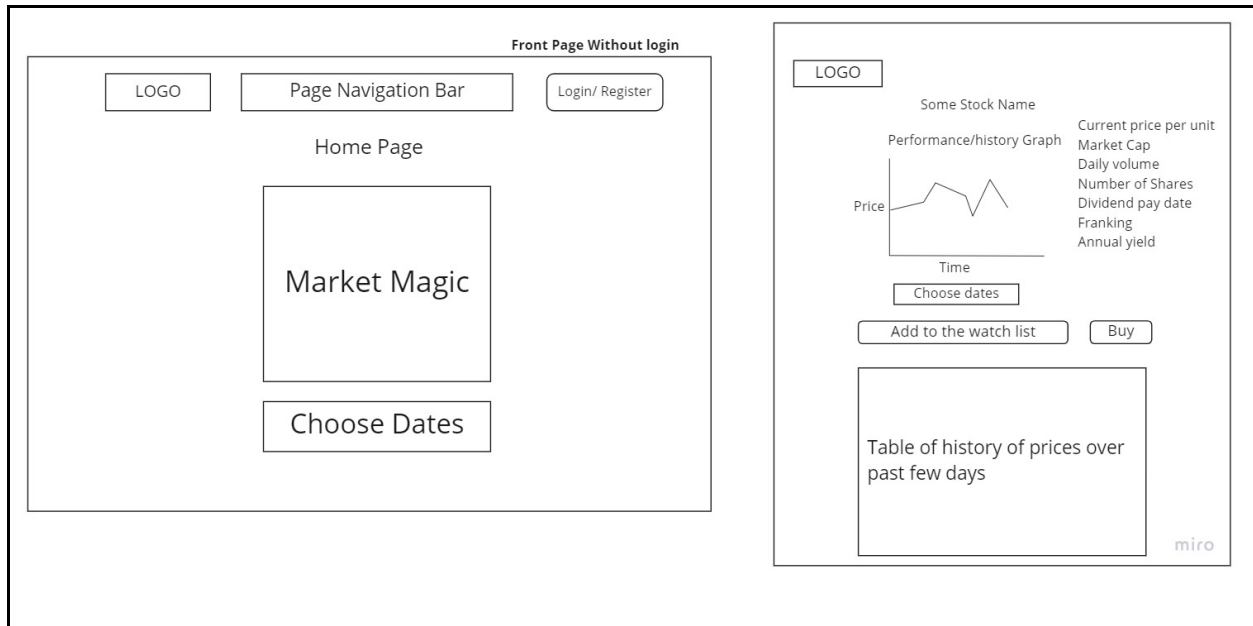 Front Page Without login
LOGO
Page Navigation Bar
Login/ Register
Home Page
Market Magic
Choose Dates
LOGO
Some Stock Name
Performance/history Graph
Price
Time
Current price per unit
Market Cap
Daily volume
Number of Shares
Dividend pay date
Franking
Annual yield
Choose dates
Add to the watch list
Buy
Table of history of prices over
past few days
miro